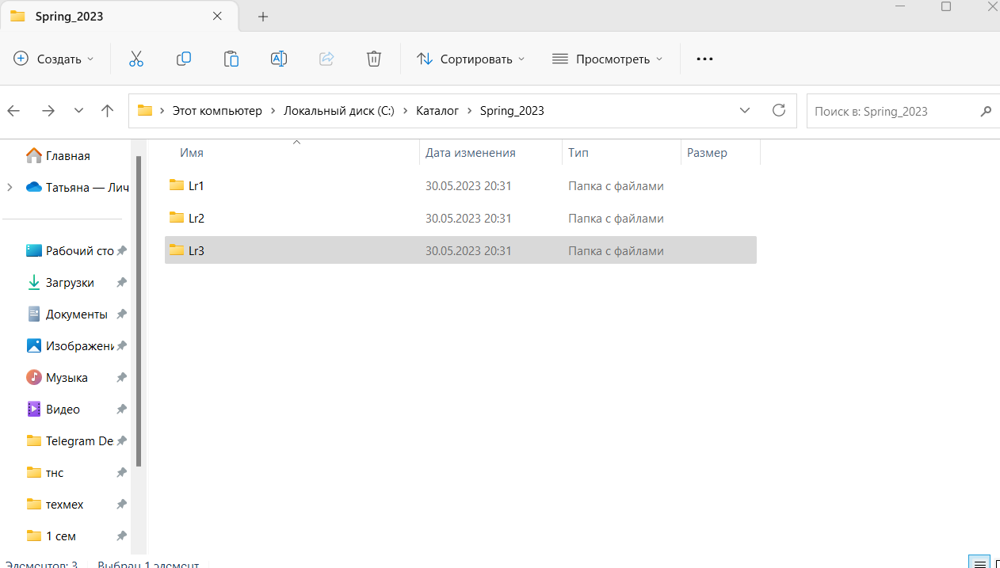 Spring_2023
Создать
Сортировать
Просмотреть
Этот компьютер
Локальный диск (C:)
Каталог
Spring_2023
Поиск в: Spring_2023
Имя
Дата изменения
Тип
Размер
Главная
Татьяна — Лич
Рабочий сто
Загрузки
Документы
Изображени
Музыка
Видео
Telegram De
тнс
техмех
1 сем
Lr1 30.05.2023 20:31 Папка с файлами
Lr2 30.05.2023 20:31 Папка с файлами
Lr3 30.05.2023 20:31 Папка с файлами
Элементов: 3
Выбран 1 элемент